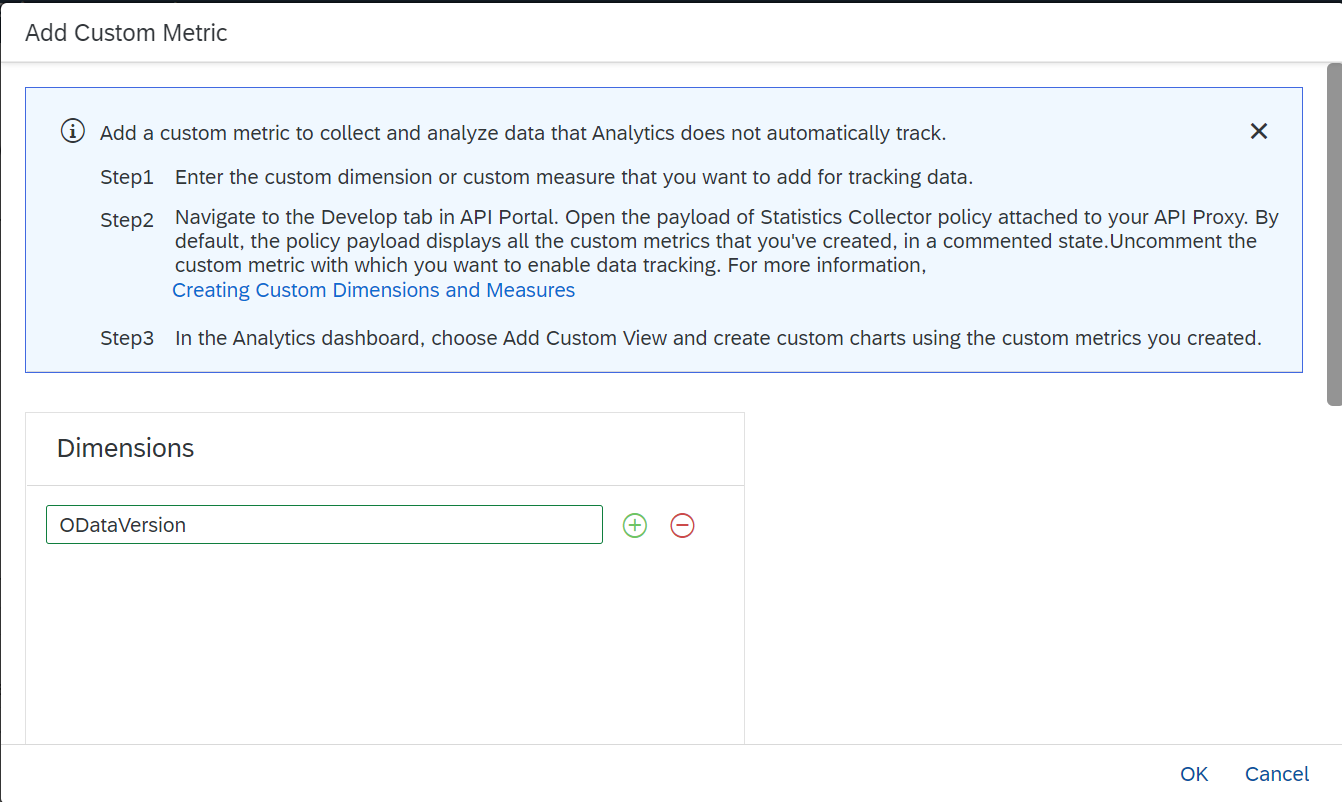 Add Custom Metric
Add a custom metric to collect and analyze data that Analytics does not automatically track.
Step1 Enter the custom dimension or custom measure that you want to add for tracking data.
Step2 Navigate to the Develop tab in API Portal. Open the payload of Statistics Collector policy attached to your API Proxy. By
default, the policy payload displays all the custom metrics that you've created, in a commented state.Uncomment the
custom metric with which you want to enable data tracking. For more information,
Creating Custom Dimensions and Measures
Step3 In the Analytics dashboard, choose Add Custom View and create custom charts using the custom metrics you created.
Dimensions
ODataVersion
OK Cancel